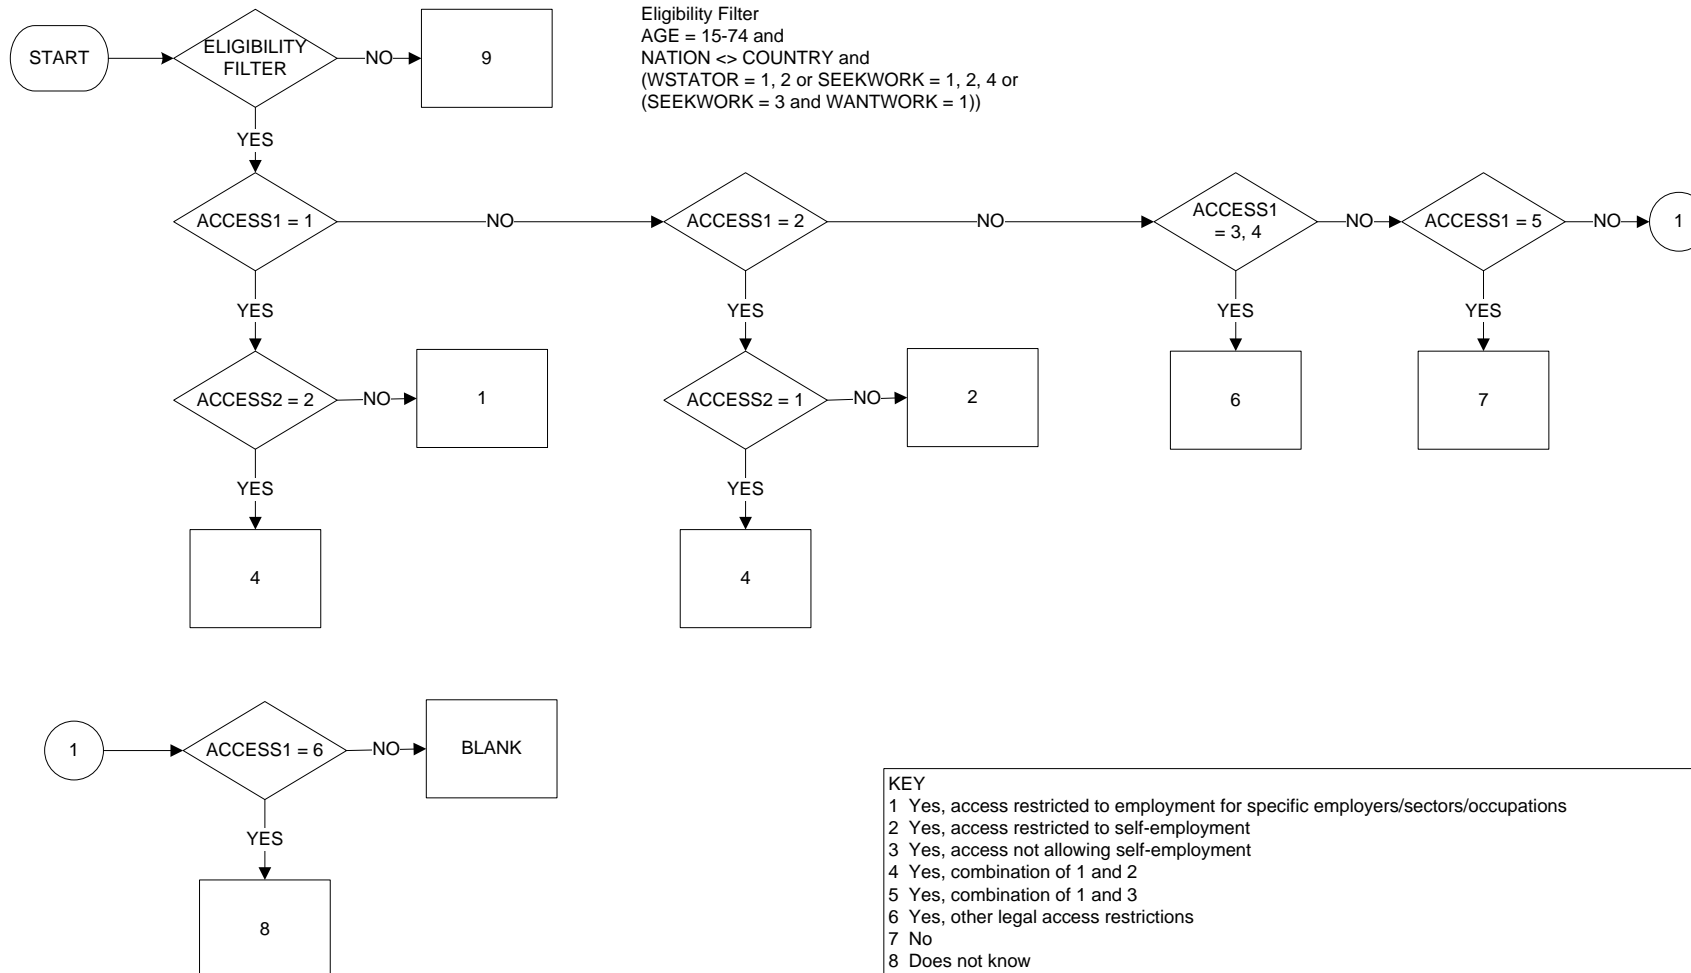 Eligibility Filter
AGE = 15-74 and
NATION <> COUNTRY and
(WSTATOR = 1, 2 or SEEKWORK = 1, 2, 4 or
(SEEKWORK = 3 and WANTWORK = 1))
START
ELIGIBILITY
FILTER
NO
9
YES
ACCESS1 = 1
NO
ACCESS1 = 2
NO
ACCESS1
= 3, 4
NO
ACCESS1 = 5
NO
1
YES
YES
YES
YES
ACCESS2 = 2
NO
1
ACCESS2 = 1
NO
2
6
7
YES
YES
4
4
1
ACCESS1 = 6
NO
BLANK
YES
8
KEY
1 Yes, access restricted to employment for specific employers/sectors/occupations
2 Yes, access restricted to self-employment
3 Yes, access not allowing self-employment
4 Yes, combination of 1 and 2
5 Yes, combination of 1 and 3
6 Yes, other legal access restrictions
7 No
8 Does not know